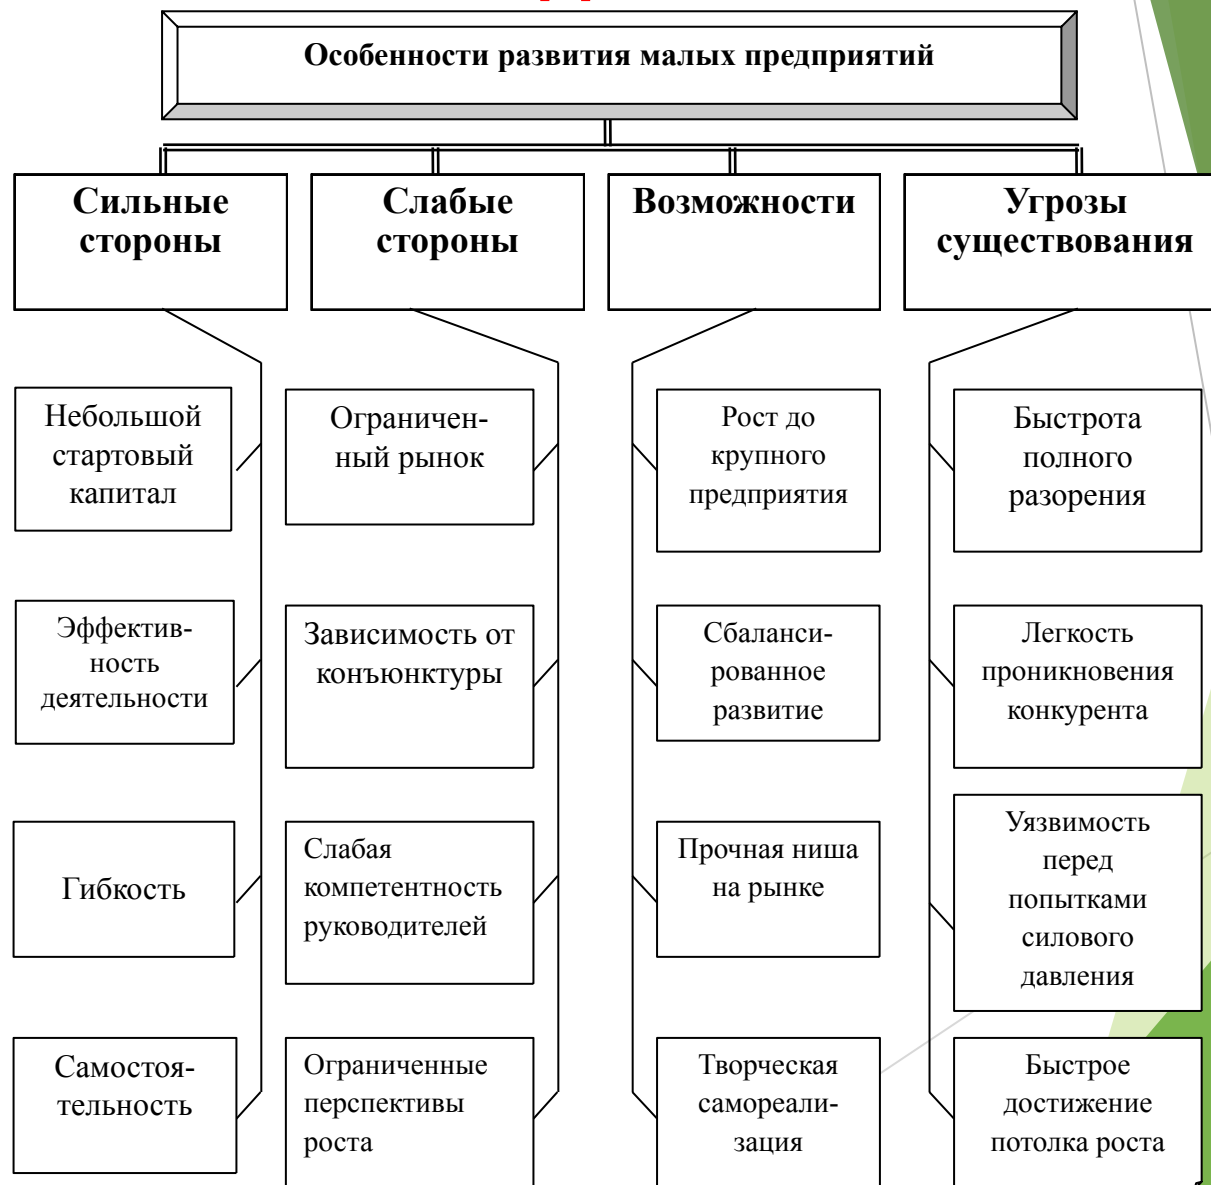 Особенности развития малых предприятий
Сильные
стороны
Слабые
стороны
Возможности
Угрозы
существования
Небольшой
стартовый
капитал
Эффектив-
ность
деятельности
Гибкость
Самостоя-
тельность
Ограничен-
ный рынок
Зависимость от
конъюнктуры
Слабая
компетентность
руководителей
Ограниченные
перспективы
роста
Рост до
крупного
предприятия
Сбаланси-
рованное
развитие
Прочная ниша
на рынке
Творческая
самореали-
зация
Быстрота
полного
разорения
Легкость
проникновения
конкурента
Уязвимость
перед
попытками
силового
давления
Быстрое
достижение
потолка роста